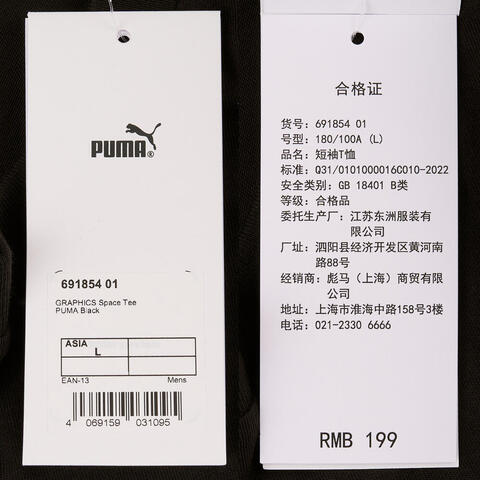 PUMA®
691854 01
GRAPHICS Space Tee
PUMA Black
ASIA
L
EAN-13
Mens
4 069159 031095
合格证
货号: 691854 01
号型: 180/100A (L)
品名: 短袖T恤
标准: Q31/0101000016C010-2022
安全类别: GB 18401 B类
等级: 合格品
委托生产厂: 江苏东洲服装有
限公司
厂址: 泗阳县经济开发区黄河南
路88号
经销商: 彪马（上海）商贸有限
公司
地址: 上海市淮海中路158号3楼
电话: 021-2330 6666
RMB 199